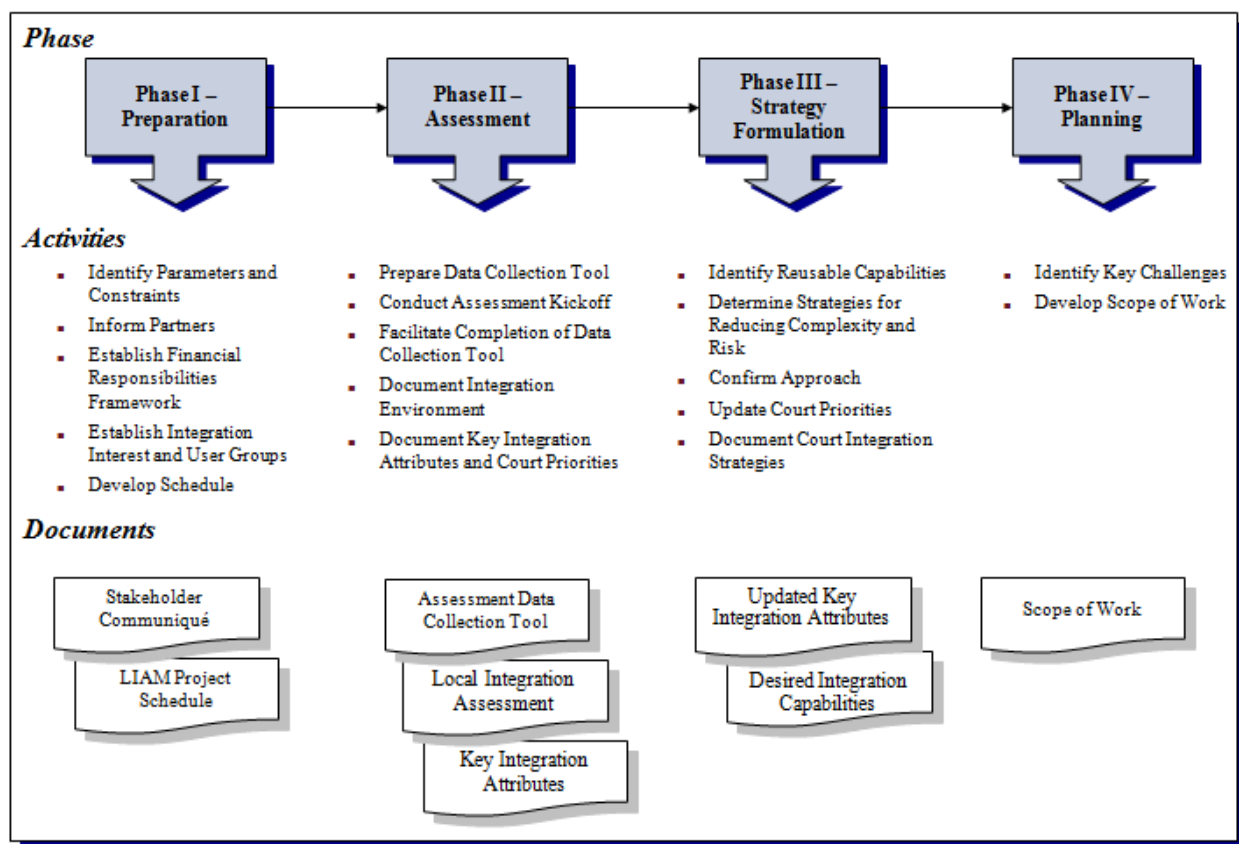 Phase
Phase I –
Preparation
Phase II –
Assessment
Phase III –
Strategy
Formulation
Phase IV –
Planning
Activities
Identify Parameters and
Constraints
Inform Partners
Establish Financial
Responsibilities
Framework
Establish Integration
Interest and User Groups
Develop Schedule
Prepare Data Collection Tool
Conduct Assessment Kickoff
Facilitate Completion of Data
Collection Tool
Document Integration
Environment
Document Key Integration
Attributes and Court Priorities
Identify Reusable Capabilities
Determine Strategies for
Reducing Complexity and
Risk
Confirm Approach
Update Court Priorities
Document Court Integration
Strategies
Identify Key Challenges
Develop Scope of Work
Documents
Stakeholder
Communiqué
LIAM Project
Schedule
Assessment Data
Collection Tool
Local Integration
Assessment
Key Integration
Attributes
Updated Key
Integration Attributes
Desired Integration
Capabilities
Scope of Work